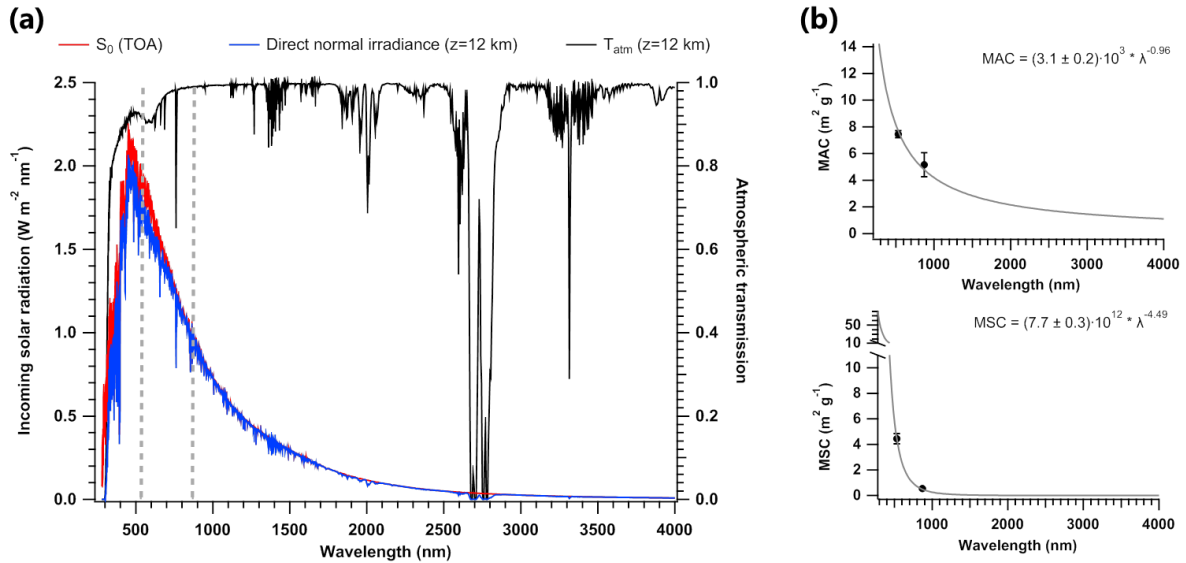 (a)
S₀ (TOA)
Direct normal irradiance (z=12 km)
Tatm (z=12 km)
Incoming solar radiation (W m⁻² nm⁻¹)
2.5
2.0
1.5
1.0
0.5
0.0
1.0
0.8
0.6
0.4
0.2
0.0
Atmospheric transmission
500 1000 1500 2000 2500 3000 3500 4000
Wavelength (nm)
(b)
MAC = (3.1 ± 0.2)·10³ * λ⁻⁰·⁹⁶
MAC (m² g⁻¹)
14
12
10
8
6
4
2
0
1000 2000 3000 4000
Wavelength (nm)
MSC = (7.7 ± 0.3)·10¹² * λ⁻⁴·⁴⁹
MSC (m² g⁻¹)
50
10
10
8
6
4
2
0
1000 2000 3000 4000
Wavelength (nm)